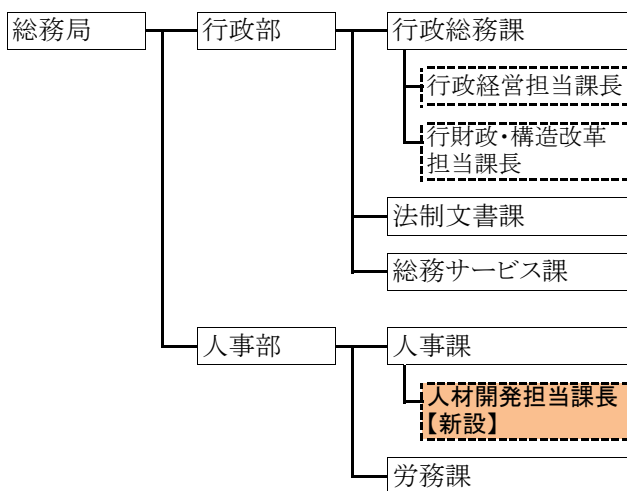 総務局
行政部
行政総務課
行政経営担当課長
行財政・構造改革
担当課長
法制文書課
総務サービス課
人事部
人事課
人材開発担当課長
【新設】
労務課